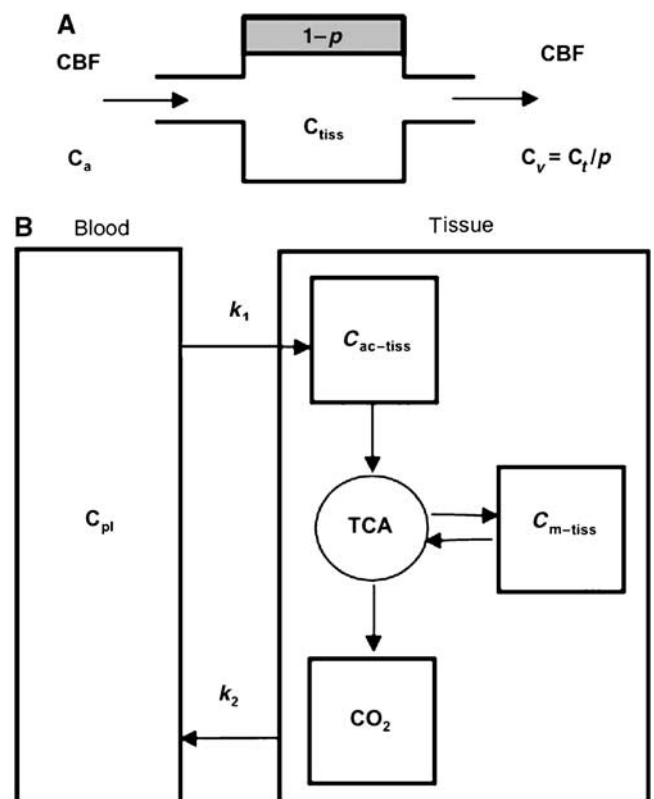 A
1–p
CBF
CBF
C_tiss
C_a
C_v = C_t/p
B
Blood
Tissue
k_1
C_ac–tiss
C_pl
TCA
C_m–tiss
k_2
CO_2